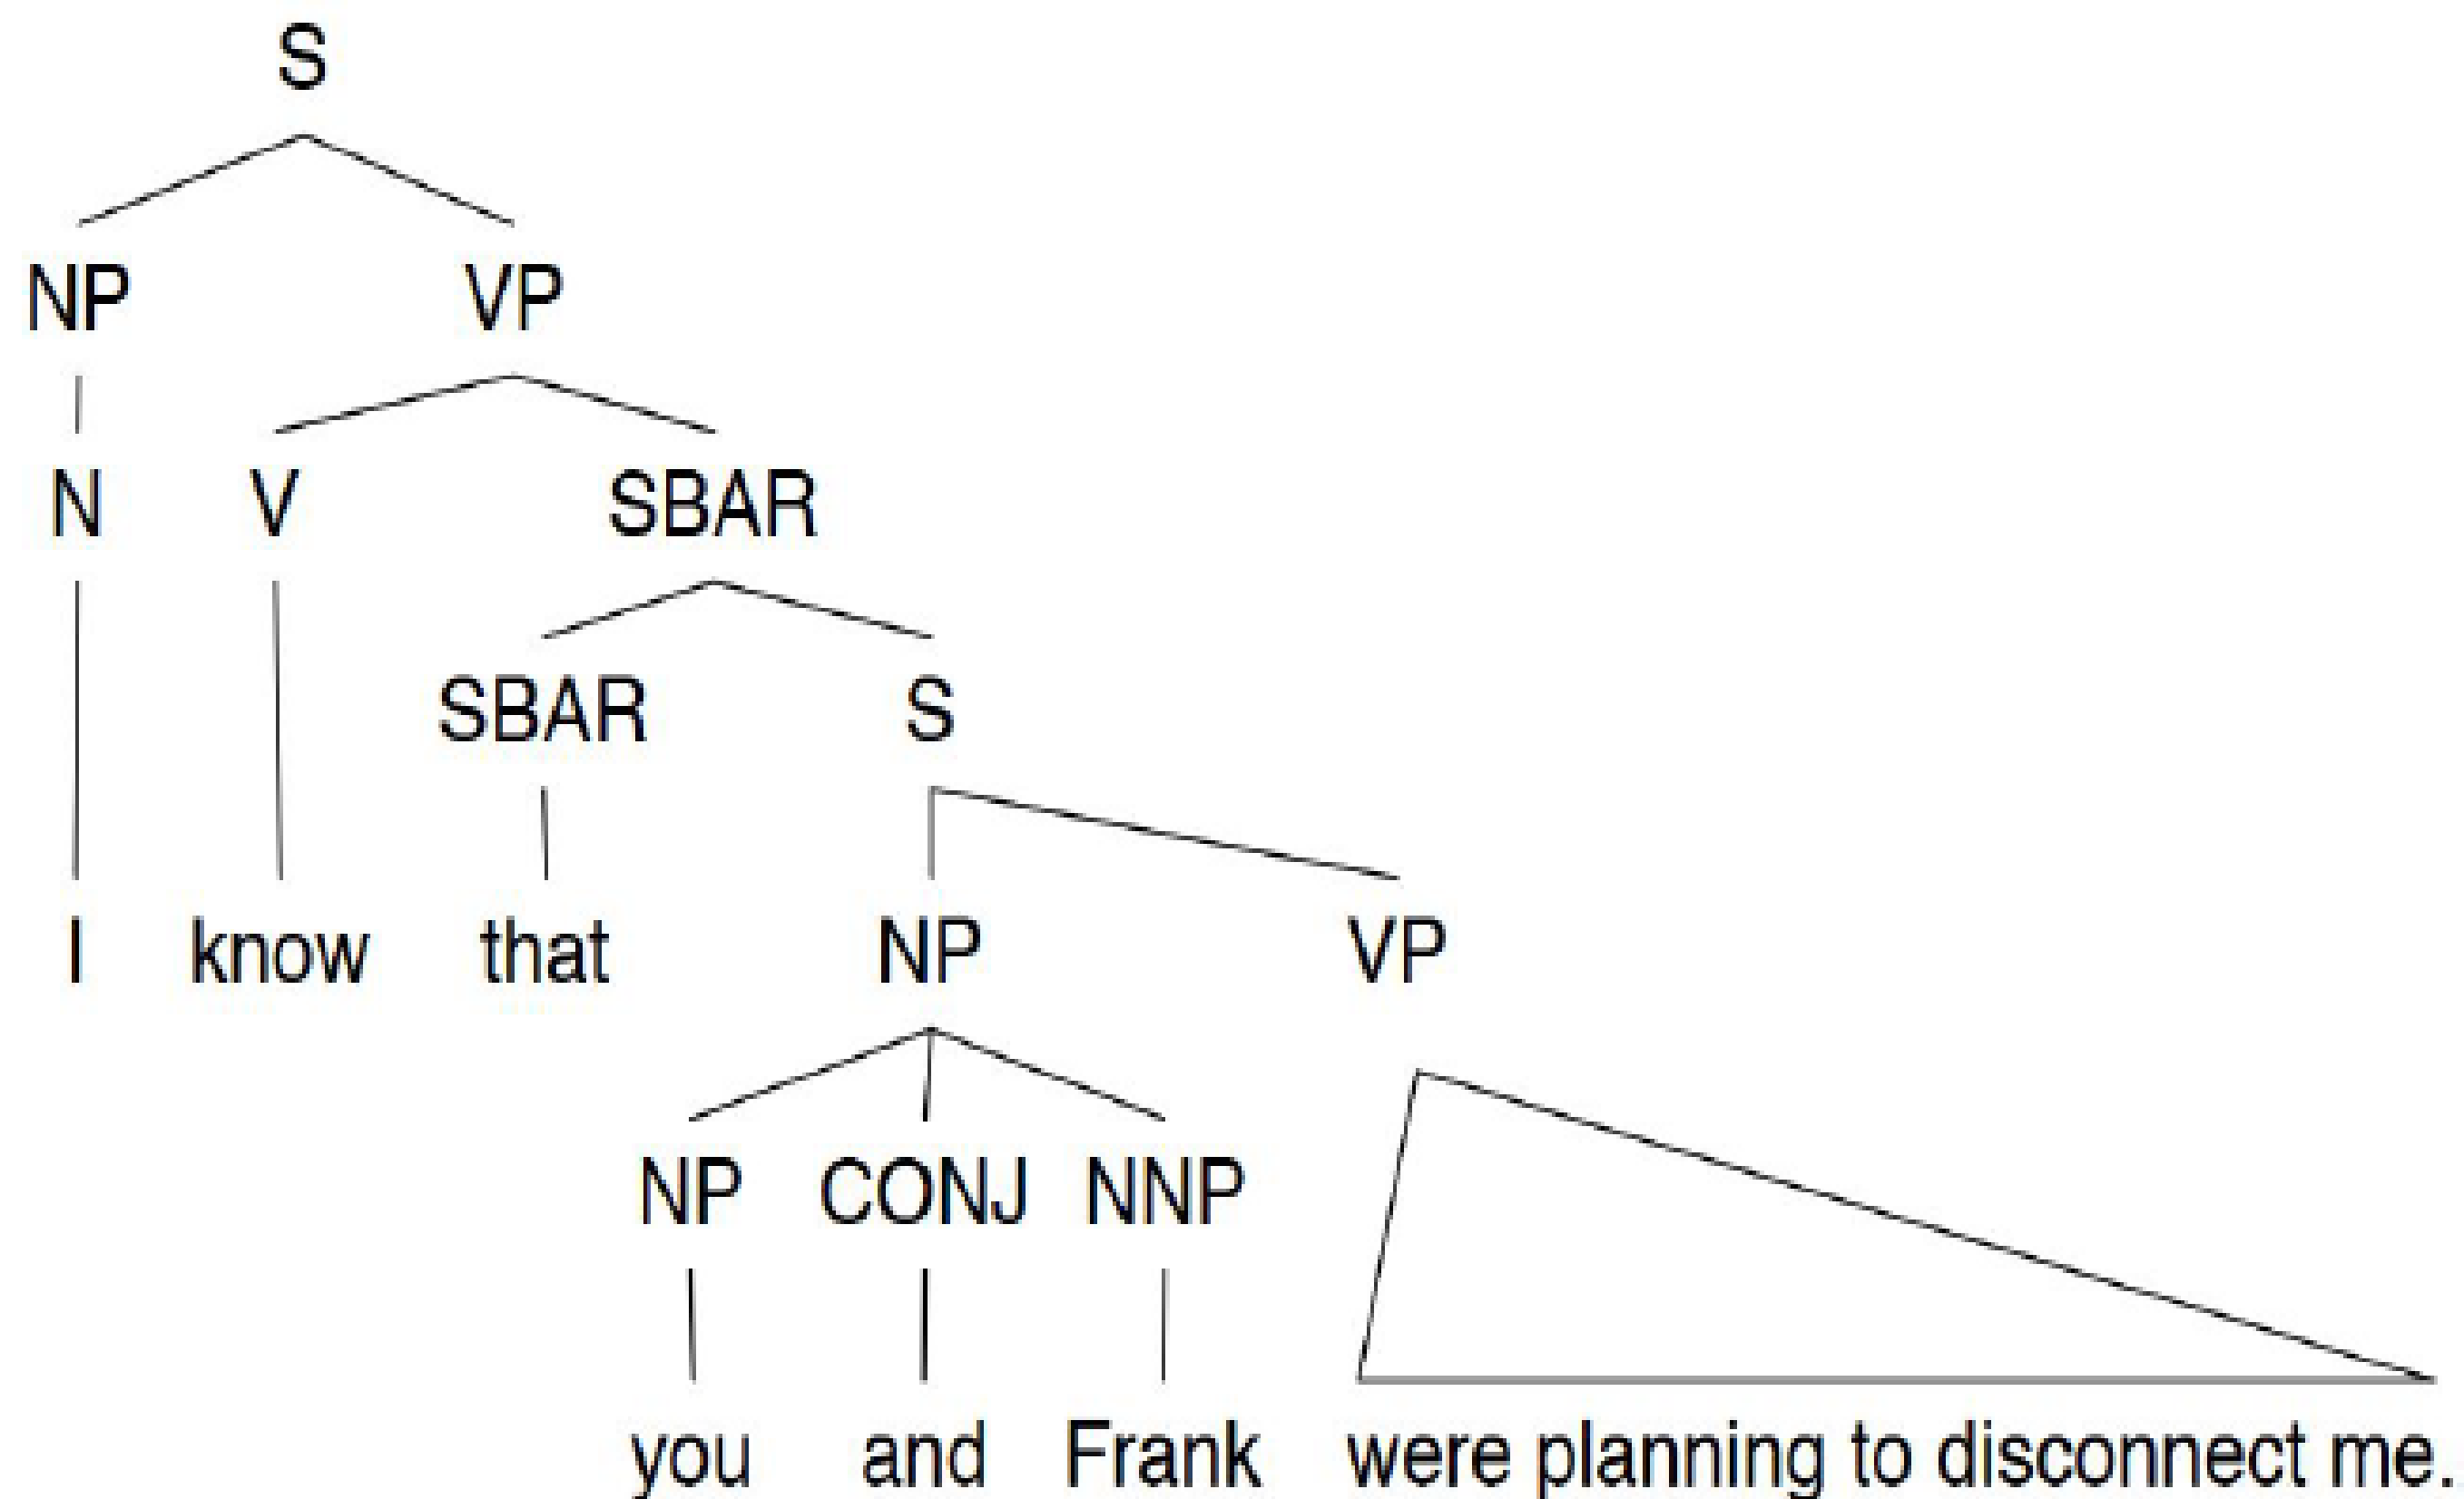 S
NP VP
N V SBAR
SBAR S
I know that NP VP
NP CONJ NNP
you and Frank were planning to disconnect me.